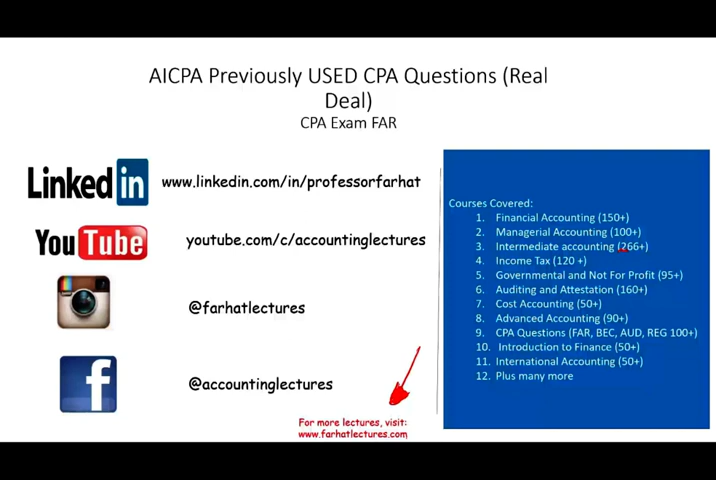 AICPA Previously USED CPA Questions (Real
Deal)
CPA Exam FAR
Linked in
www.linkedin.com/in/professorfarhat
You Tube
youtube.com/c/accountinglectures
@farhatlectures
f
@accountinglectures
For more lectures, visit:
www.farhatlectures.com
Courses Covered:
1. Financial Accounting (150+)
2. Managerial Accounting (100+)
3. Intermediate accounting (266+)
4. Income Tax (120 +)
5. Governmental and Not For Profit (95+)
6. Auditing and Attestation (160+)
7. Cost Accounting (50+)
8. Advanced Accounting (90+)
9. CPA Questions (FAR, BEC, AUD, REG 100+)
10. Introduction to Finance (50+)
11. International Accounting (50+)
12. Plus many more